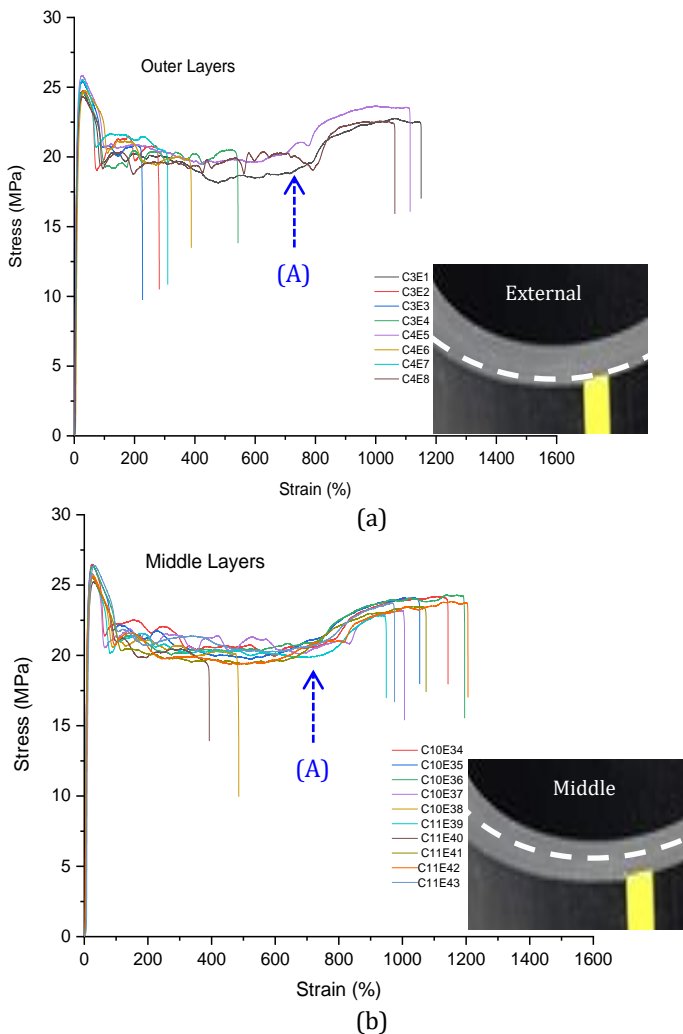 30
25
20
15
10
5
0
Stress (MPa)
Outer Layers
(A)
C3E1
C3E2
C3E3
C3E4
C4E5
C4E6
C4E7
C4E8
External
0 200 400 600 800 1000 1200 1400 1600
Strain (%)
(a)
30
25
20
15
10
5
0
Stress (MPa)
Middle Layers
(A)
C10E34
C10E35
C10E36
C10E37
C10E38
C11E39
C11E40
C11E41
C11E42
C11E43
Middle
0 200 400 600 800 1000 1200 1400 1600
Strain (%)
(b)